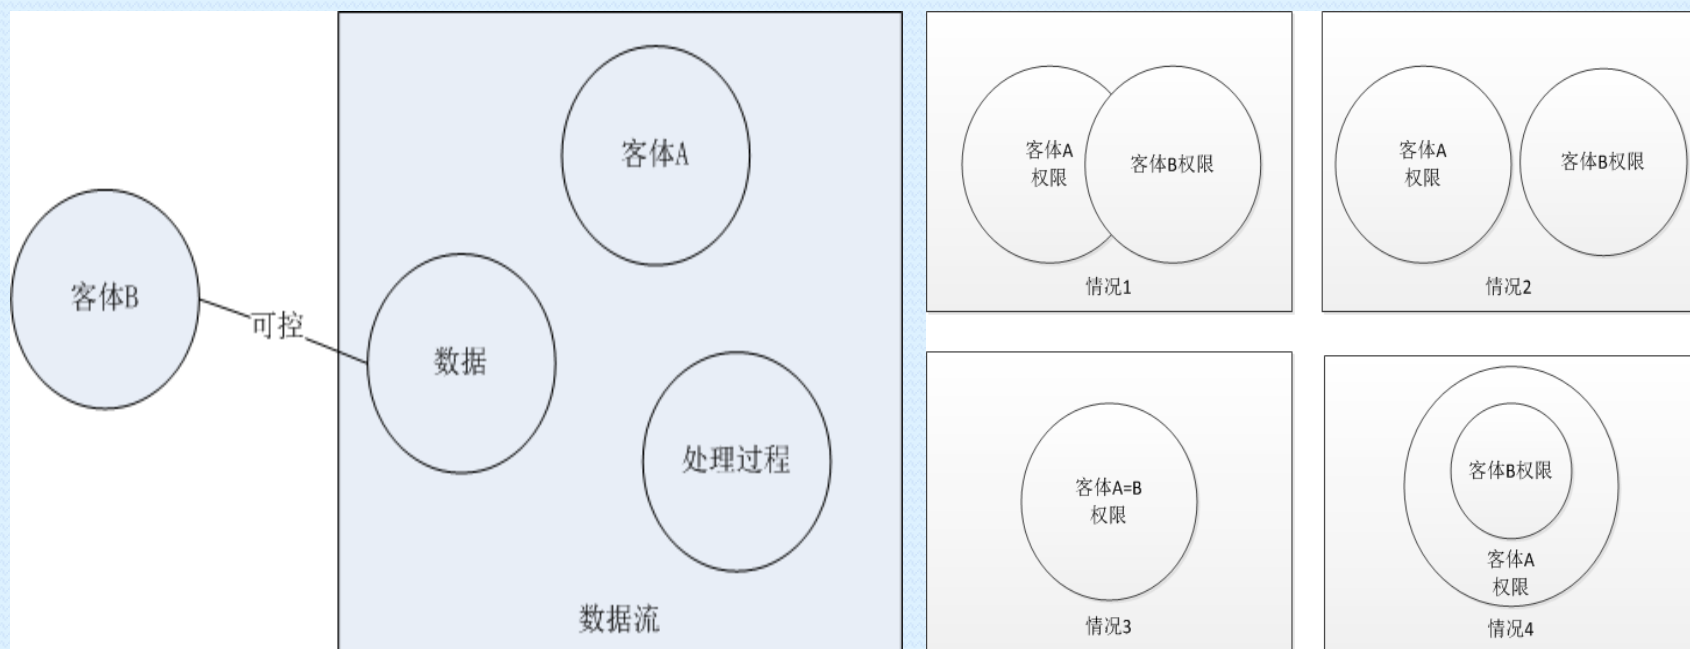 客体A
客体B
可控
数据
处理过程
数据流
客体A
权限
客体B权限
情况1
客体A
权限
客体B权限
情况2
客体A=B
权限
情况3
客体B权限
客体A
权限
情况4